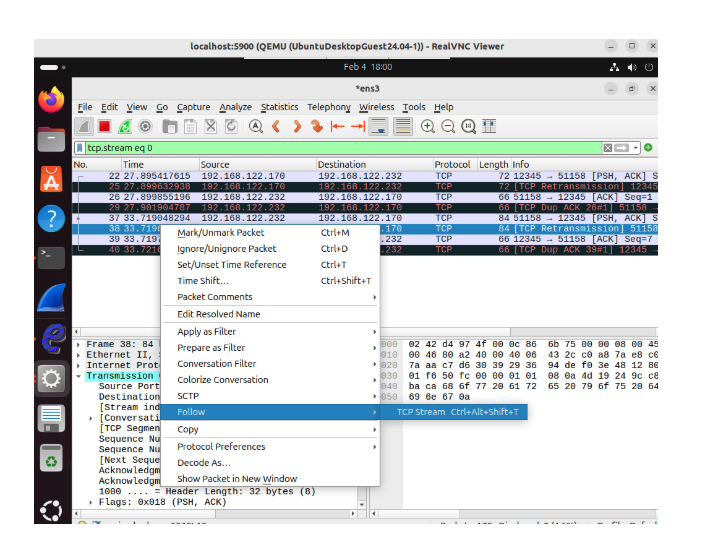 localhost:5900 (QEMU (UbuntuDesktopGuest24.04-1)) - RealVNC Viewer
Feb 4 18:00
*ens3
File Edit View Go Capture Analyze Statistics Telephony Wireless Tools Help
tcp.stream eq 0
No. Time Source Destination Protocol Length Info
22 27.895417615 192.168.122.170 192.168.122.232 TCP 72 12345 → 51158 [PSH, ACK] S
25 27.899632938 192.168.122.170 192.168.122.232 TCP 72 [TCP Retransmission] 12345
26 27.899855196 192.168.122.232 192.168.122.170 TCP 66 51158 → 12345 [ACK] Seq=1
29 27.901904787 192.168.122.232 192.168.122.170 TCP 66 [TCP Dup ACK 26#1] 51158 →
37 33.719048294 192.168.122.232 192.168.122.170 TCP 84 51158 → 12345 [PSH, ACK] S
38 33.7196 .170 TCP 84 [TCP Retransmission] 51158
39 33.7197 .232 TCP 66 12345 → 51158 [ACK] Seq=7
40 33.7216 .232 TCP 66 [TCP Dup ACK 39#1] 12345 →
Mark/Unmark Packet Ctrl+M
Ignore/Unignore Packet Ctrl+D
Set/Unset Time Reference Ctrl+T
Time Shift... Ctrl+Shift+T
Packet Comments
Edit Resolved Name
Apply as Filter
Prepare as Filter
Conversation Filter
Colorize Conversation
SCTP
Follow
TCP Stream Ctrl+Alt+Shift+T
Copy
Protocol Preferences
Decode As...
Show Packet in New Window
Frame 38: 84
Ethernet II,
Internet Prot
Transmission
Source Port
Destination
[Stream ind
[Conversati
[TCP Segmen
Sequence Nu
Sequence Nu
[Next Seque
Acknowledgm
Acknowledgm
1000 .... = Header Length: 32 bytes (8)
Flags: 0x018 (PSH, ACK)
000 02 42 d4 97 4f 00 0c 86 6b 75 00 00 08 00 45
010 00 46 80 a2 40 00 40 06 43 2c c0 a8 7a e8 c0
020 7a aa c7 d6 30 39 29 36 94 de f0 3e 48 12 80
030 01 f6 50 fc 00 00 01 01 08 0a 4d 19 24 9c c8
040 ba ca 68 6f 77 20 61 72 65 20 79 6f 75 20 64
050 69 6e 67 0a